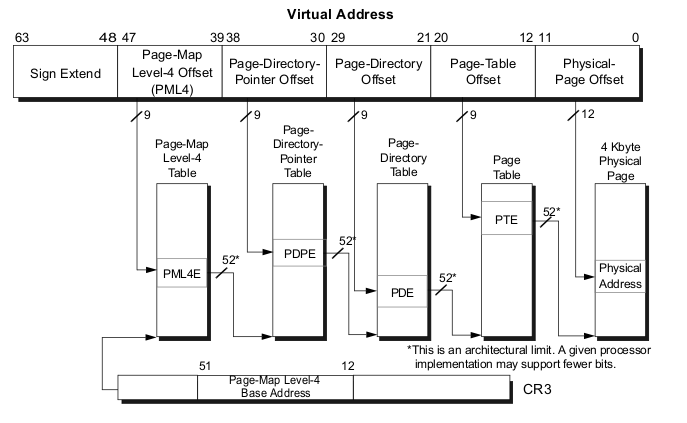 Virtual Address
63 48 47 39 38 30 29 21 20 12 11 0
Sign Extend
Page-Map
Level-4 Offset
(PML4)
Page-Directory-
Pointer Offset
Page-Directory
Offset
Page-Table
Offset
Physical-
Page Offset
9
9
9
9
12
Page-Map
Level-4
Table
Page-
Directory-
Pointer
Table
Page-
Directory
Table
Page
Table
4 Kbyte
Physical
Page
PML4E
52*
PDPE
52*
PDE
52*
PTE
52*
Physical
Address
*This is an architectural limit. A given processor
implementation may support fewer bits.
51
12
Page-Map Level-4
Base Address
CR3